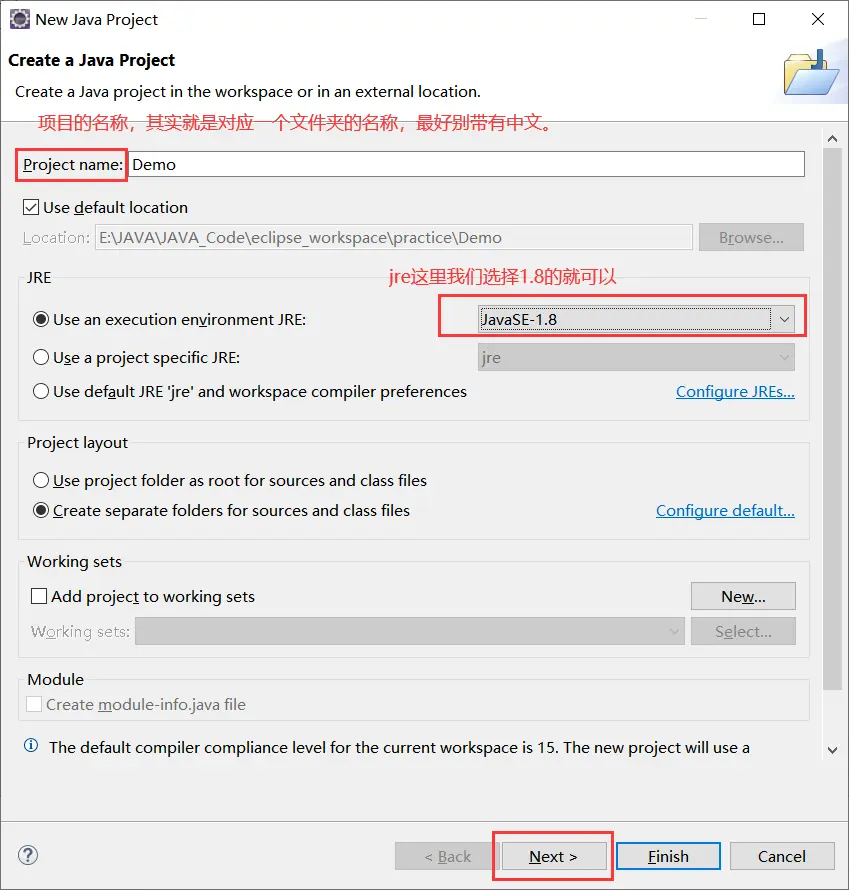 New Java Project
Create a Java Project
Create a Java project in the workspace or in an external location.
项目的名称，其实就是对应一个文件夹的名称，最好别带有中文。
Project name: Demo
Use default location
Location: E:\JAVA\JAVA_Code\eclipse_workspace\practice\Demo Browse...
jre这里我们选择1.8的就可以
JRE
Use an execution environment JRE: JavaSE-1.8
Use a project specific JRE: jre
Use default JRE 'jre' and workspace compiler preferences Configure JREs...
Project layout
Use project folder as root for sources and class files
Create separate folders for sources and class files Configure default...
Working sets
Add project to working sets New...
Working sets: Select...
Module
Create module-info.java file
The default compiler compliance level for the current workspace is 15. The new project will use a
< Back Next > Finish Cancel